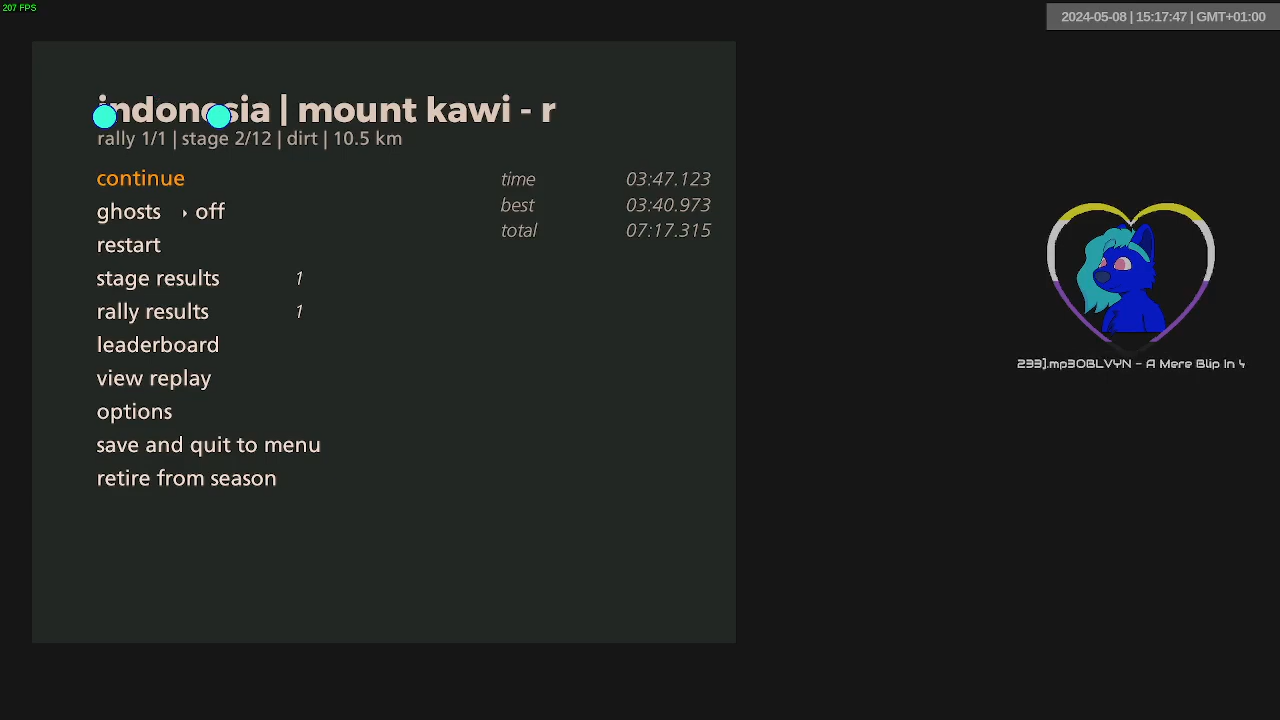 207 FPS
2024-05-08 | 15:17:47 | GMT+01:00
indonesia | mount kawi - r
rally 1/1 | stage 2/12 | dirt | 10.5 km
continue
ghosts ‣ off
restart
stage results 1
rally results 1
leaderboard
view replay
options
save and quit to menu
retire from season
time 03:47.123
best 03:40.973
total 07:17.315
233].mp3OBLVYN - A Mere Blip In 4